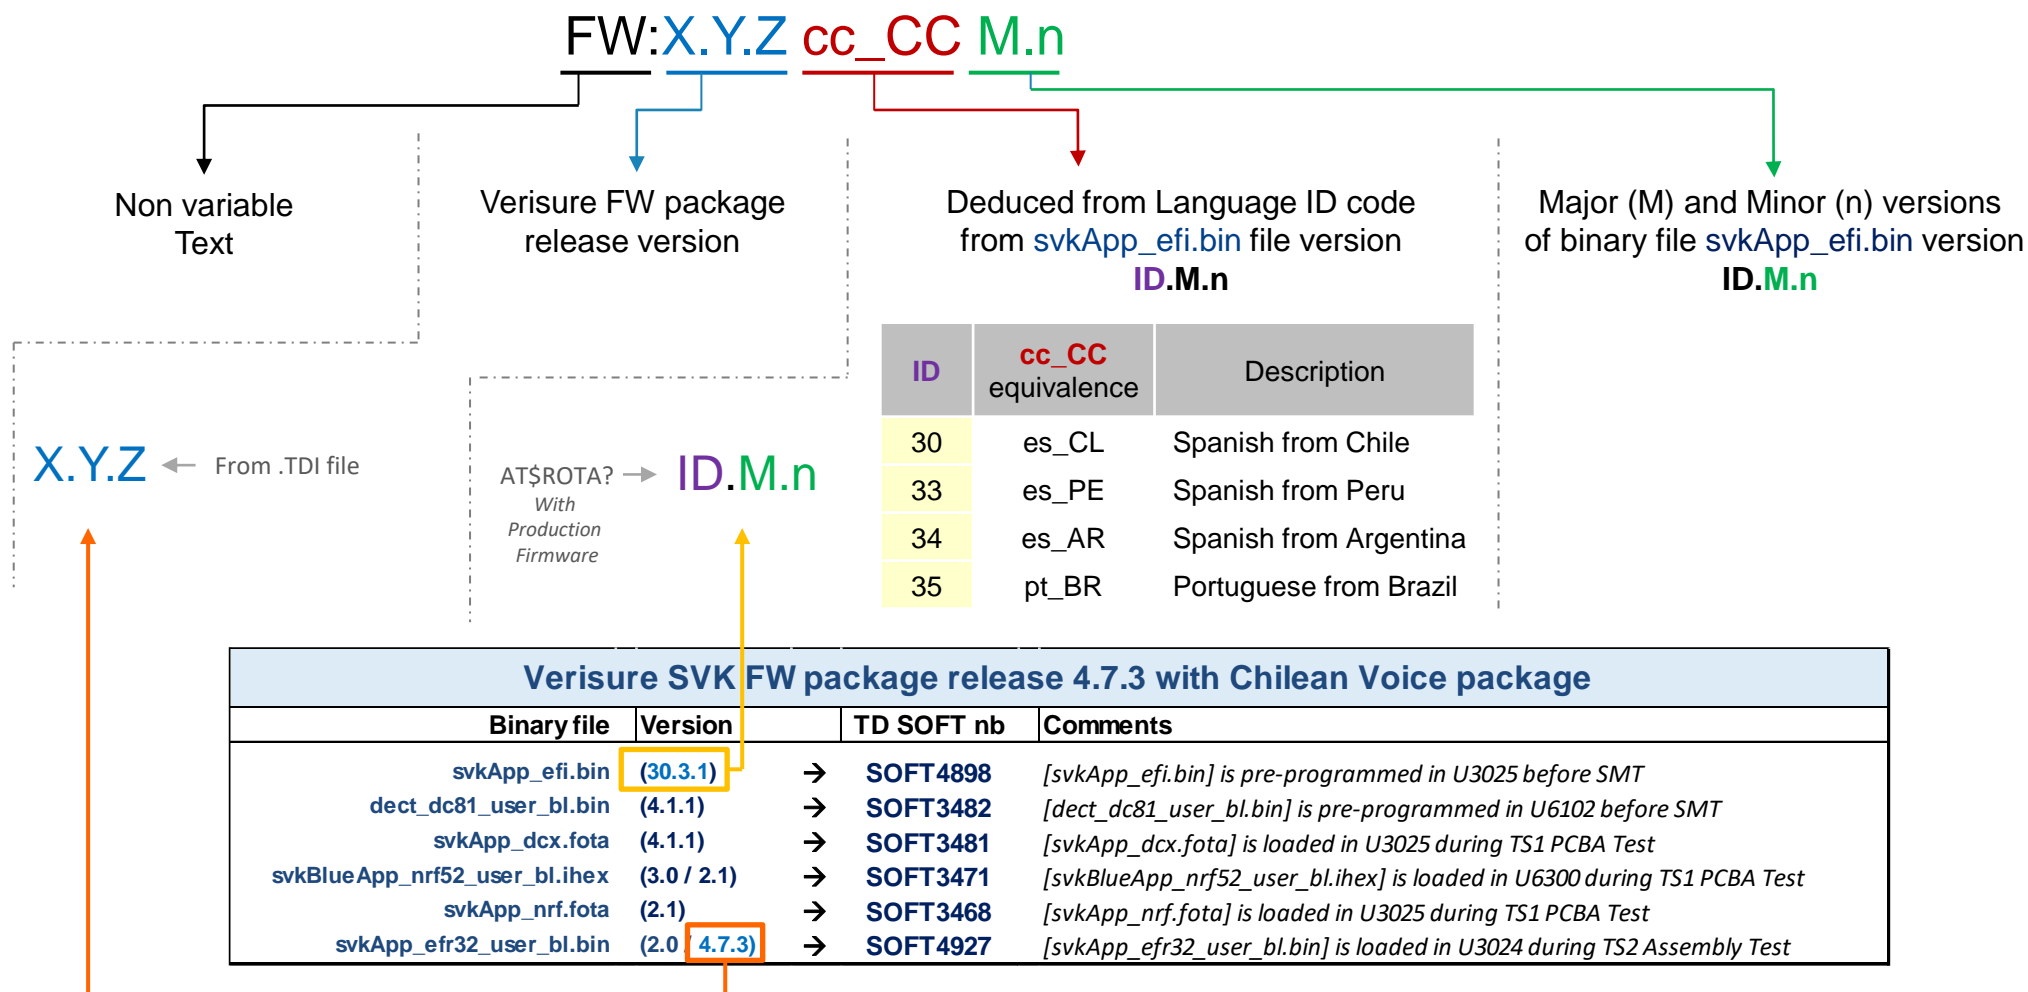 FW:X.Y.Z cc_CC M.n
Non variable
Text
Verisure FW package
release version
Deduced from Language ID code
from svkApp_efi.bin file version
ID.M.n
Major (M) and Minor (n) versions
of binary file svkApp_efi.bin version
ID.M.n
ID cc_CC equivalence Description
30 es_CL Spanish from Chile
33 es_PE Spanish from Peru
34 es_AR Spanish from Argentina
35 pt_BR Portuguese from Brazil
X.Y.Z ← From .TDI file
AT$ROTA? → ID.M.n
With
Production
Firmware
Verisure SVK FW package release 4.7.3 with Chilean Voice package
Binary file Version TD SOFT nb Comments
svkApp_efi.bin (30.3.1) → SOFT4898 [svkApp_efi.bin] is pre-programmed in U3025 before SMT
dect_dc81_user_bl.bin (4.1.1) → SOFT3482 [dect_dc81_user_bl.bin] is pre-programmed in U6102 before SMT
svkApp_dcx.fota (4.1.1) → SOFT3481 [svkApp_dcx.fota] is loaded in U3025 during TS1 PCBA Test
svkBlueApp_nrf52_user_bl.ihex (3.0 / 2.1) → SOFT3471 [svkBlueApp_nrf52_user_bl.ihex] is loaded in U6300 during TS1 PCBA Test
svkApp_nrf.fota (2.1) → SOFT3468 [svkApp_nrf.fota] is loaded in U3025 during TS1 PCBA Test
svkApp_efr32_user_bl.bin (2.0 / 4.7.3) → SOFT4927 [svkApp_efr32_user_bl.bin] is loaded in U3024 during TS2 Assembly Test